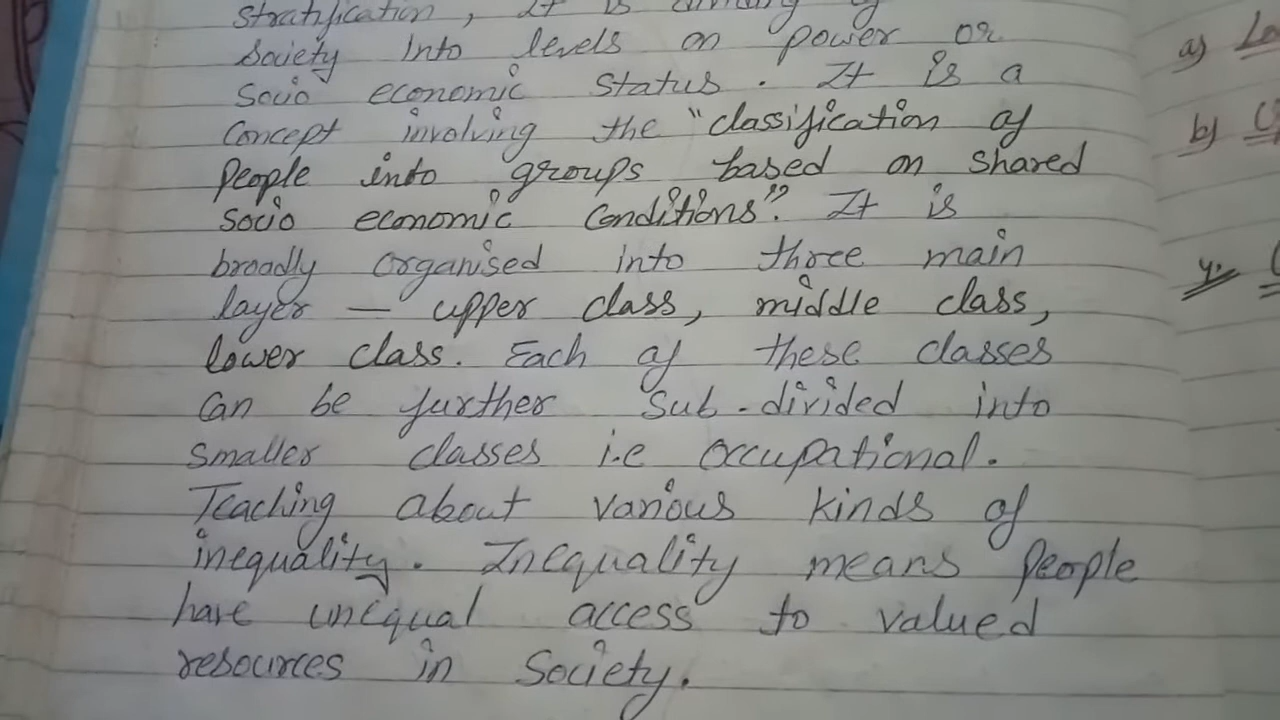 stratification, It is dividing of
Society Into levels on power or
Socio economic Status. It is a
Concept involving the "classification of
People into groups based on shared
Socio economic Conditions". It is
broadly organised into three main
layer — upper class, middle class,
lower class. Each of these classes
Can be further Sub-divided into
smaller classes i.e occupational.
Teaching about various kinds of
inequality. Inequality means People
have unequal access to valued
resources in Society.
a)
b)
4.